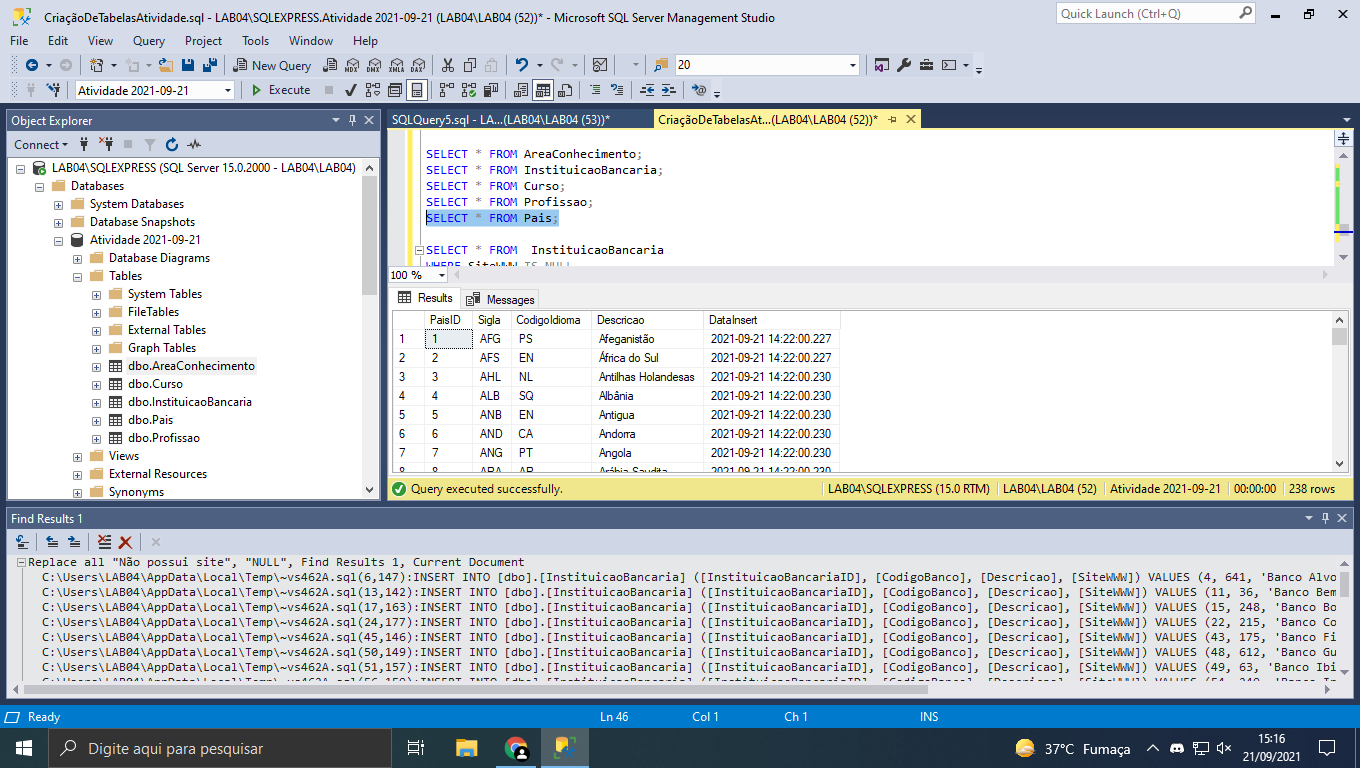 CriaçãoDeTabelasAtividade.sql - LAB04\SQLEXPRESS.Atividade 2021-09-21 (LAB04\LAB04 (52))* - Microsoft SQL Server Management Studio
Quick Launch (Ctrl+Q)
File Edit View Query Project Tools Window Help
New Query
MDX DMX XMLA DAX
20
Atividade 2021-09-21
Execute
Object Explorer
Connect
LAB04\SQLEXPRESS (SQL Server 15.0.2000 - LAB04\LAB04)
Databases
System Databases
Database Snapshots
Atividade 2021-09-21
Database Diagrams
Tables
System Tables
FileTables
External Tables
Graph Tables
dbo.AreaConhecimento
dbo.Curso
dbo.InstituicaoBancaria
dbo.Pais
dbo.Profissao
Views
External Resources
Synonyms
SQLQuery5.sql - LA...(LAB04\LAB04 (53))*
CriaçãoDeTabelasAt...(LAB04\LAB04 (52))*
SELECT * FROM AreaConhecimento;
SELECT * FROM InstituicaoBancaria;
SELECT * FROM Curso;
SELECT * FROM Profissao;
SELECT * FROM Pais;
SELECT * FROM  InstituicaoBancaria
WHERE SiteWWW IS NULL
100 %
Results Messages
PaisID Sigla CodigoIdioma Descricao DataInsert
1 1 AFG PS Afeganistão 2021-09-21 14:22:00.227
2 2 AFS EN África do Sul 2021-09-21 14:22:00.227
3 3 AHL NL Antilhas Holandesas 2021-09-21 14:22:00.230
4 4 ALB SQ Albânia 2021-09-21 14:22:00.230
5 5 ANB EN Antigua 2021-09-21 14:22:00.230
6 6 AND CA Andorra 2021-09-21 14:22:00.230
7 7 ANG PT Angola 2021-09-21 14:22:00.230
8 8 ARA AR Arábia Saudita 2021-09-21 14:22:00.230
Query executed successfully.
LAB04\SQLEXPRESS (15.0 RTM) LAB04\LAB04 (52) Atividade 2021-09-21 00:00:00 238 rows
Find Results 1
Replace all "Não possui site", "NULL", Find Results 1, Current Document
C:\Users\LAB04\AppData\Local\Temp\~vs462A.sql(6,147):INSERT INTO [dbo].[InstituicaoBancaria] ([InstituicaoBancariaID], [CodigoBanco], [Descricao], [SiteWWW]) VALUES (4, 641, 'Banco Alvo
C:\Users\LAB04\AppData\Local\Temp\~vs462A.sql(13,142):INSERT INTO [dbo].[InstituicaoBancaria] ([InstituicaoBancariaID], [CodigoBanco], [Descricao], [SiteWWW]) VALUES (11, 36, 'Banco Bem
C:\Users\LAB04\AppData\Local\Temp\~vs462A.sql(17,163):INSERT INTO [dbo].[InstituicaoBancaria] ([InstituicaoBancariaID], [CodigoBanco], [Descricao], [SiteWWW]) VALUES (15, 248, 'Banco Bo
C:\Users\LAB04\AppData\Local\Temp\~vs462A.sql(24,177):INSERT INTO [dbo].[InstituicaoBancaria] ([InstituicaoBancariaID], [CodigoBanco], [Descricao], [SiteWWW]) VALUES (22, 215, 'Banco Co
C:\Users\LAB04\AppData\Local\Temp\~vs462A.sql(45,146):INSERT INTO [dbo].[InstituicaoBancaria] ([InstituicaoBancariaID], [CodigoBanco], [Descricao], [SiteWWW]) VALUES (43, 175, 'Banco Fi
C:\Users\LAB04\AppData\Local\Temp\~vs462A.sql(50,149):INSERT INTO [dbo].[InstituicaoBancaria] ([InstituicaoBancariaID], [CodigoBanco], [Descricao], [SiteWWW]) VALUES (48, 612, 'Banco Gu
C:\Users\LAB04\AppData\Local\Temp\~vs462A.sql(51,157):INSERT INTO [dbo].[InstituicaoBancaria] ([InstituicaoBancariaID], [CodigoBanco], [Descricao], [SiteWWW]) VALUES (49, 63, 'Banco Ibi
Ready Ln 46 Col 1 Ch 1 INS
Digite aqui para pesquisar
37°C Fumaça
15:16
21/09/2021